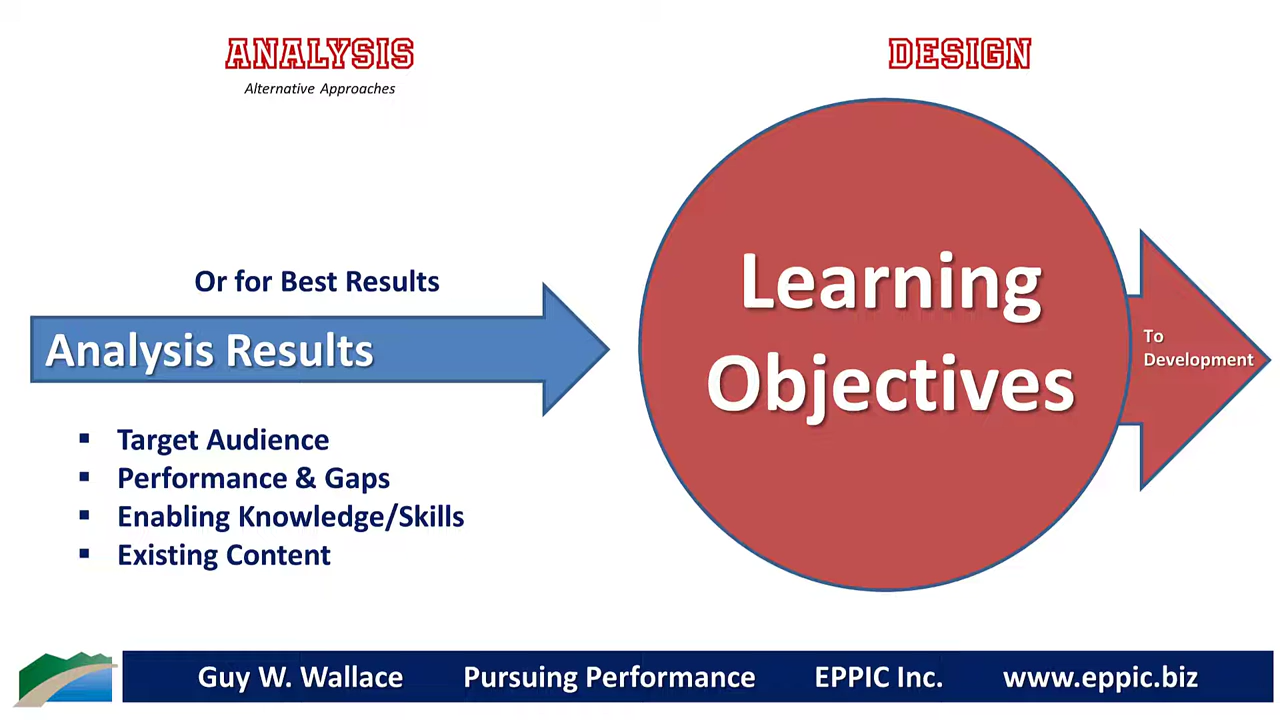 ANALYSIS
Alternative Approaches
DESIGN
Or for Best Results
Analysis Results
▪ Target Audience
▪ Performance & Gaps
▪ Enabling Knowledge/Skills
▪ Existing Content
Learning
Objectives
To
Development
Guy W. Wallace Pursuing Performance EPPIC Inc. www.eppic.biz